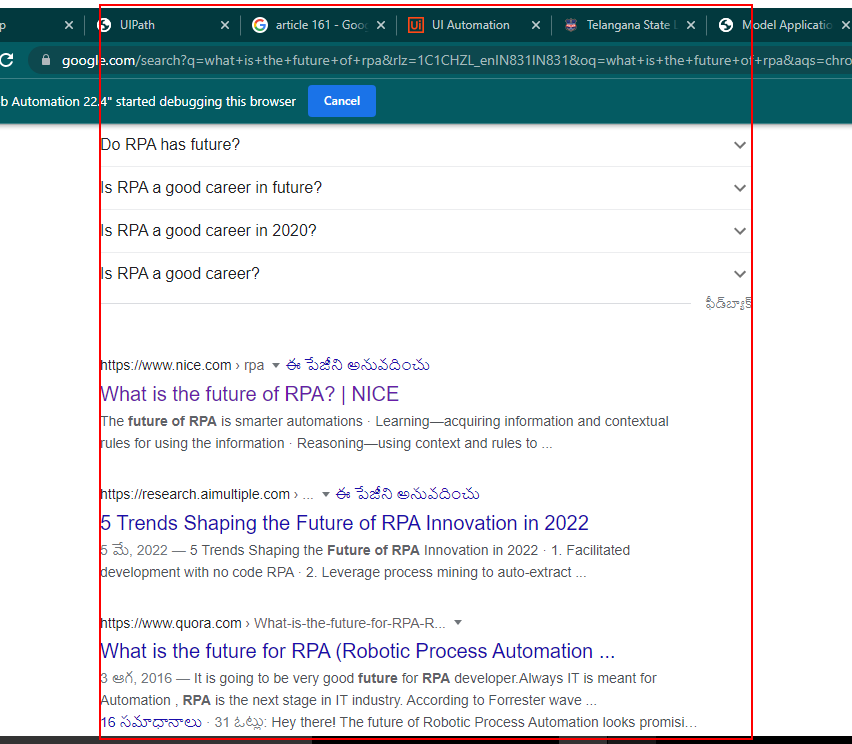 p
UIPath
article 161 - Goo
UI Automation
Telangana State
Model Applicatio
google.com/search?q=what+is+the+future+of+rpa&rlz=1C1CHZL_enIN831IN831&oq=what+is+the+future+of+rpa&aqs=chro
b Automation 22.4" started debugging this browser
Cancel
Do RPA has future?
Is RPA a good career in future?
Is RPA a good career in 2020?
Is RPA a good career?
ఫీడ్‌బ్యాక్
https://www.nice.com › rpa ఈ పేజీని అనువదించు
What is the future of RPA? | NICE
The future of RPA is smarter automations · Learning—acquiring information and contextual
rules for using the information · Reasoning—using context and rules to ...
https://research.aimultiple.com › ... ఈ పేజీని అనువదించు
5 Trends Shaping the Future of RPA Innovation in 2022
5 మే, 2022 — 5 Trends Shaping the Future of RPA Innovation in 2022 · 1. Facilitated
development with no code RPA · 2. Leverage process mining to auto-extract ...
https://www.quora.com › What-is-the-future-for-RPA-R...
What is the future for RPA (Robotic Process Automation ...
3 ఆగ, 2016 — It is going to be very good future for RPA developer.Always IT is meant for
Automation , RPA is the next stage in IT industry. According to Forrester wave ...
16 సమాధానాలు · 31 ఓట్లు: Hey there! The future of Robotic Process Automation looks promisi...